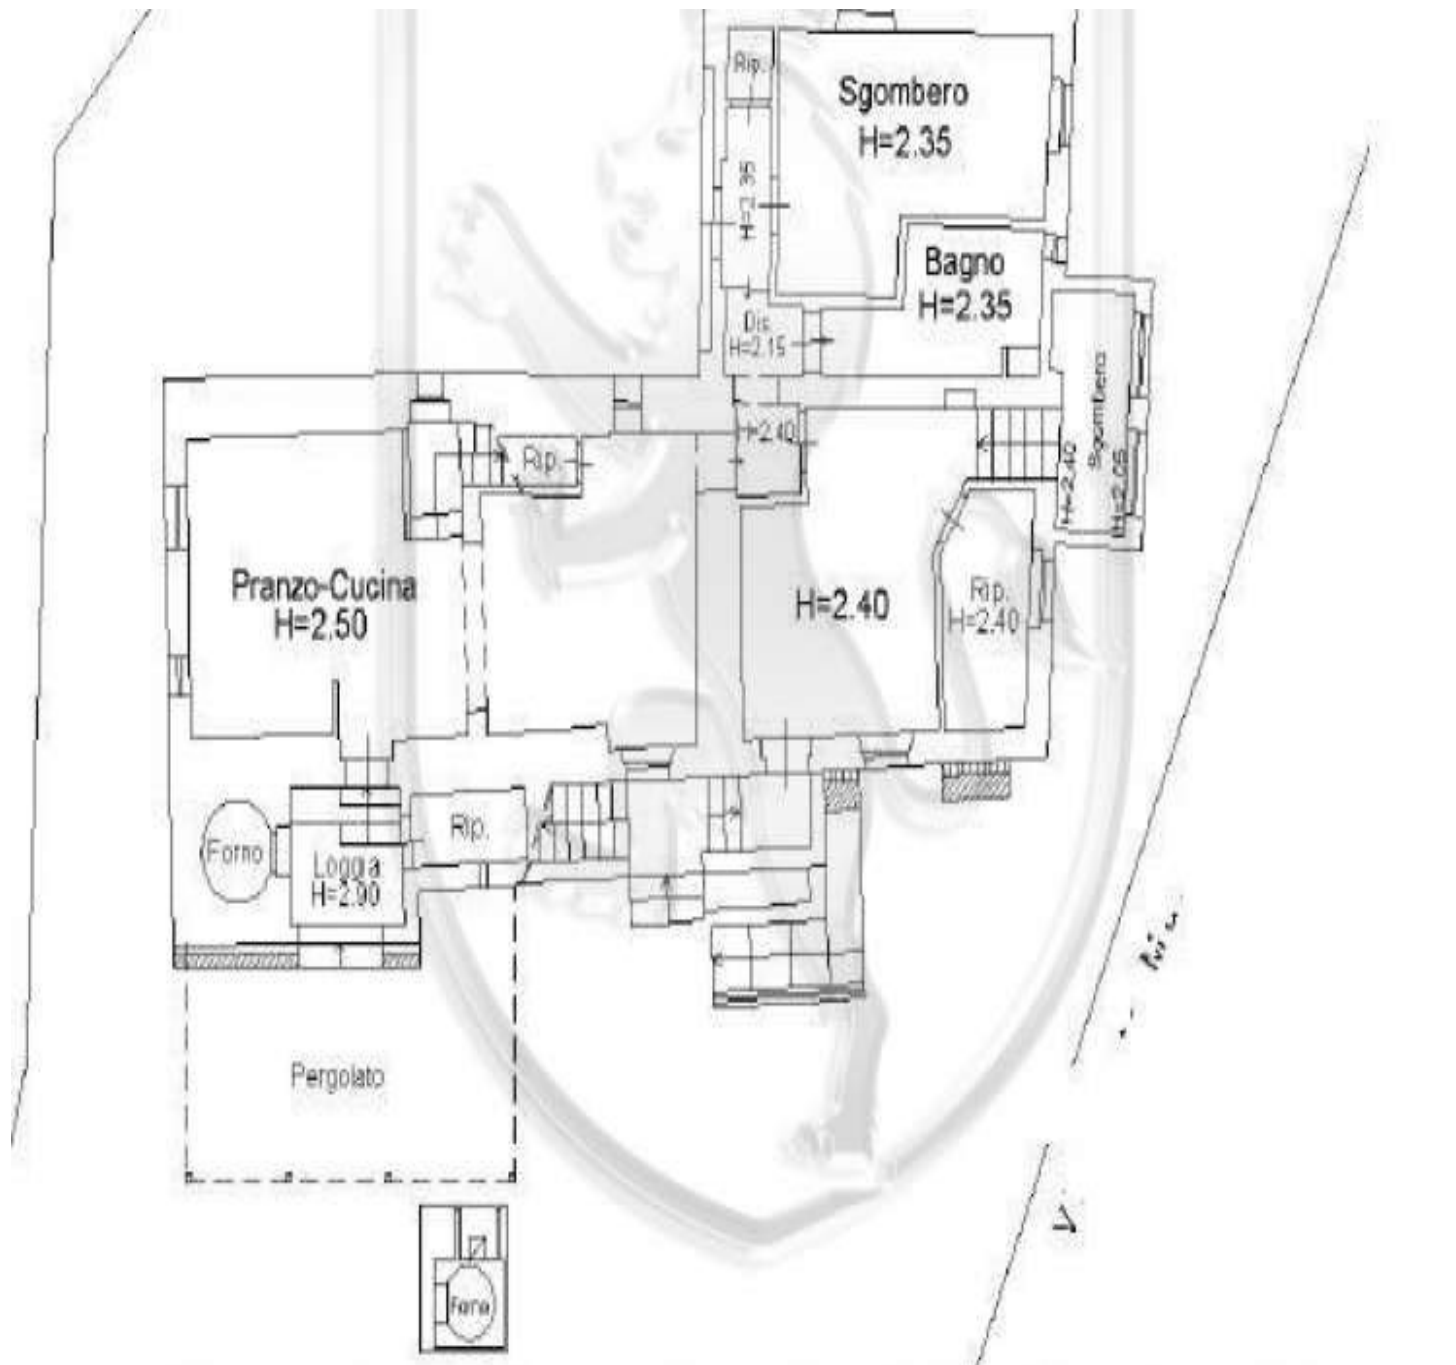 Rip.
Sgombero
H=2.35
H=2.35
Bagno
H=2.35
Dis.
H=2.15
Sgombero
H=2.40
H=2.05
H=2.40
Rip.
Pranzo-Cucina
H=2.50
H=2.40
Rip.
H=2.40
Forno
Loggia
H=2.90
Rip.
Pergolato
Forno